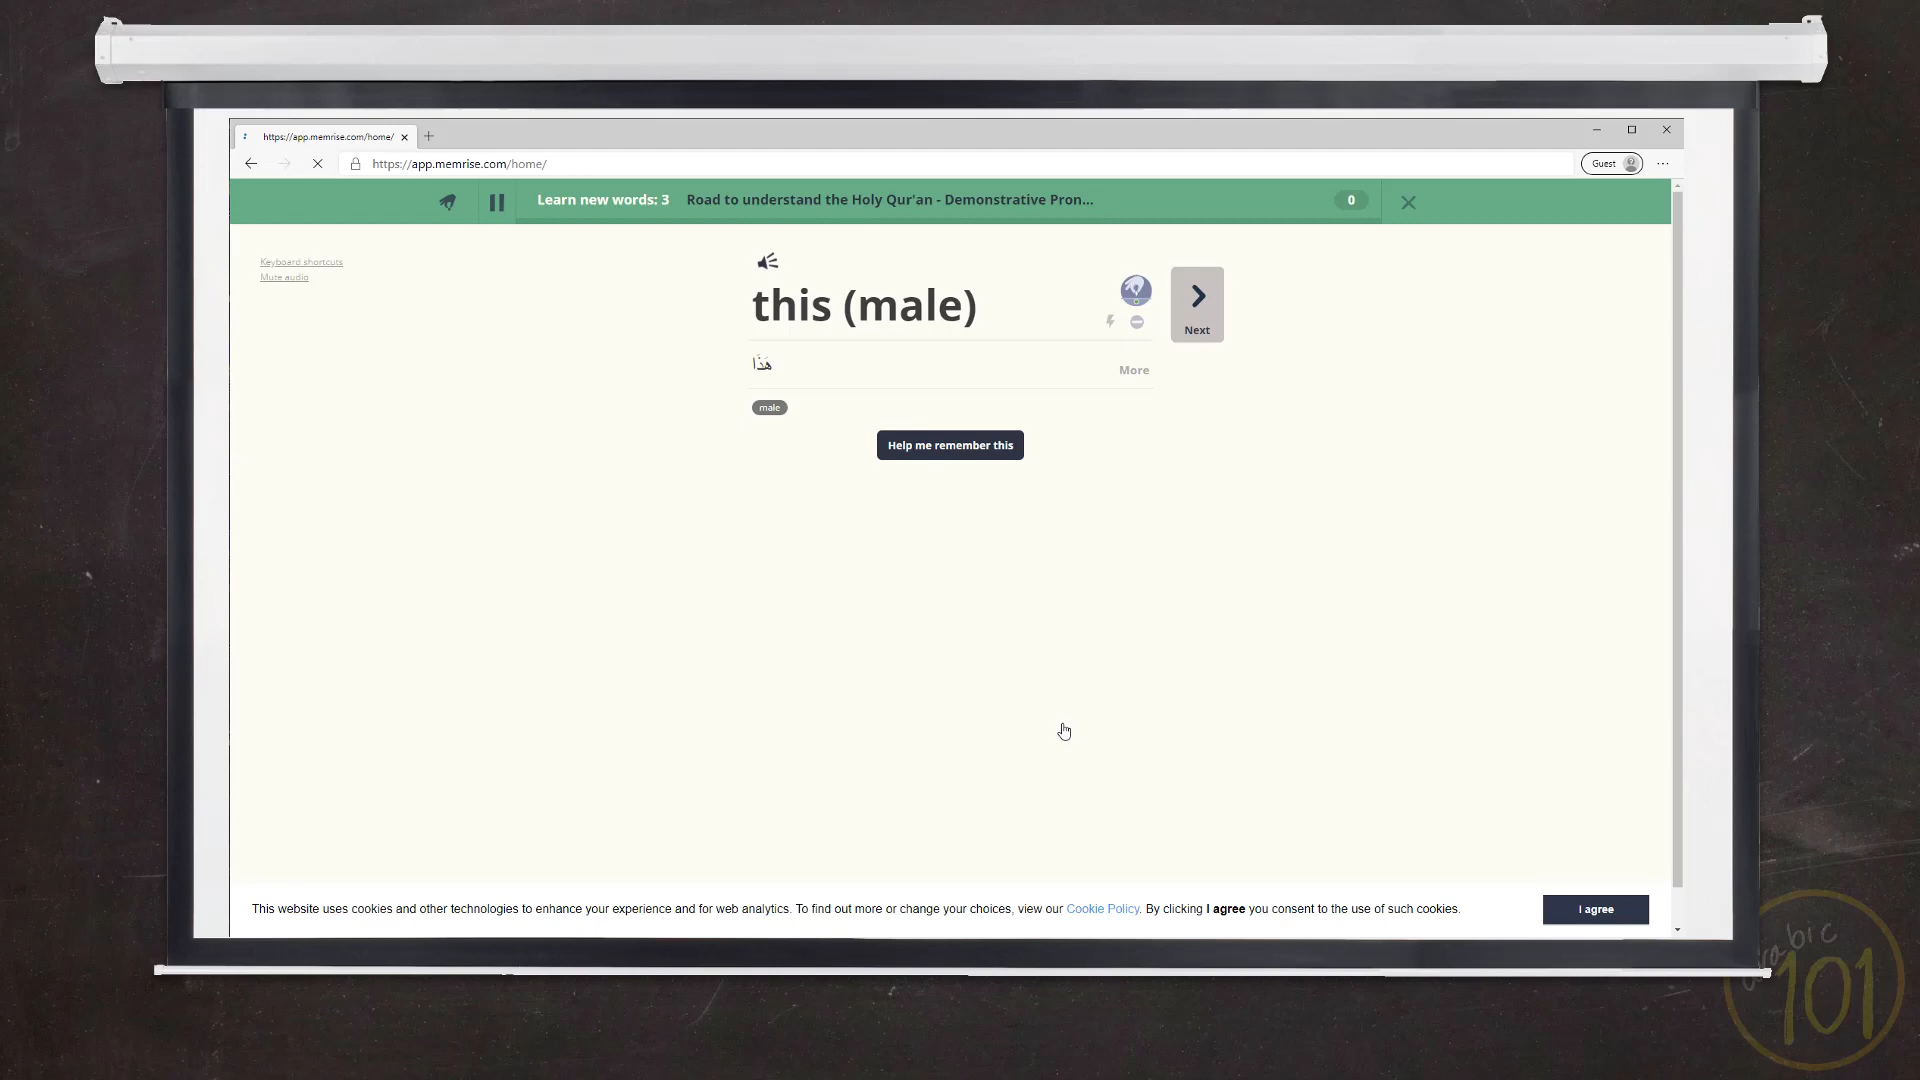 https://app.memrise.com/home/
https://app.memrise.com/home/
Guest
Learn new words: 3 Road to understand the Holy Qur'an - Demonstrative Pron... 0
Keyboard shortcuts
Mute audio
this (male)
Next
هَذَا
More
male
Help me remember this
This website uses cookies and other technologies to enhance your experience and for web analytics. To find out more or change your choices, view our Cookie Policy. By clicking I agree you consent to the use of such cookies.
I agree
arabic
101